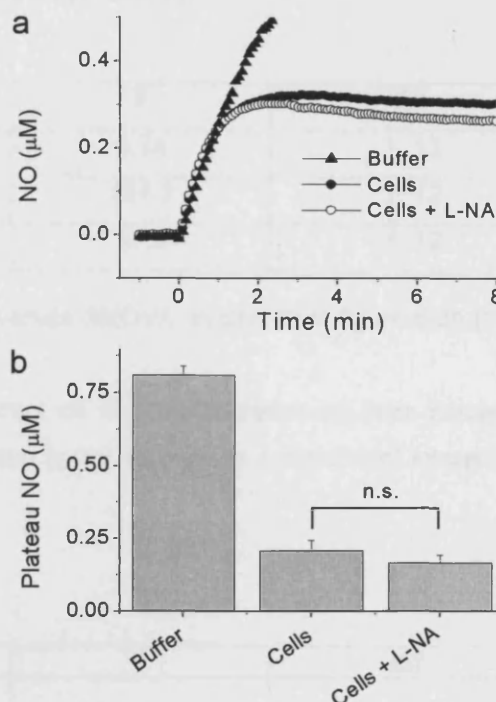 a
NO (µM)
0.4
0.2
0.0
Buffer
Cells
Cells + L-NA
0 2 4 6 8
Time (min)
b
Plateau NO (µM)
0.75
0.50
0.25
0.00
n.s.
Buffer
Cells
Cells + L-NA